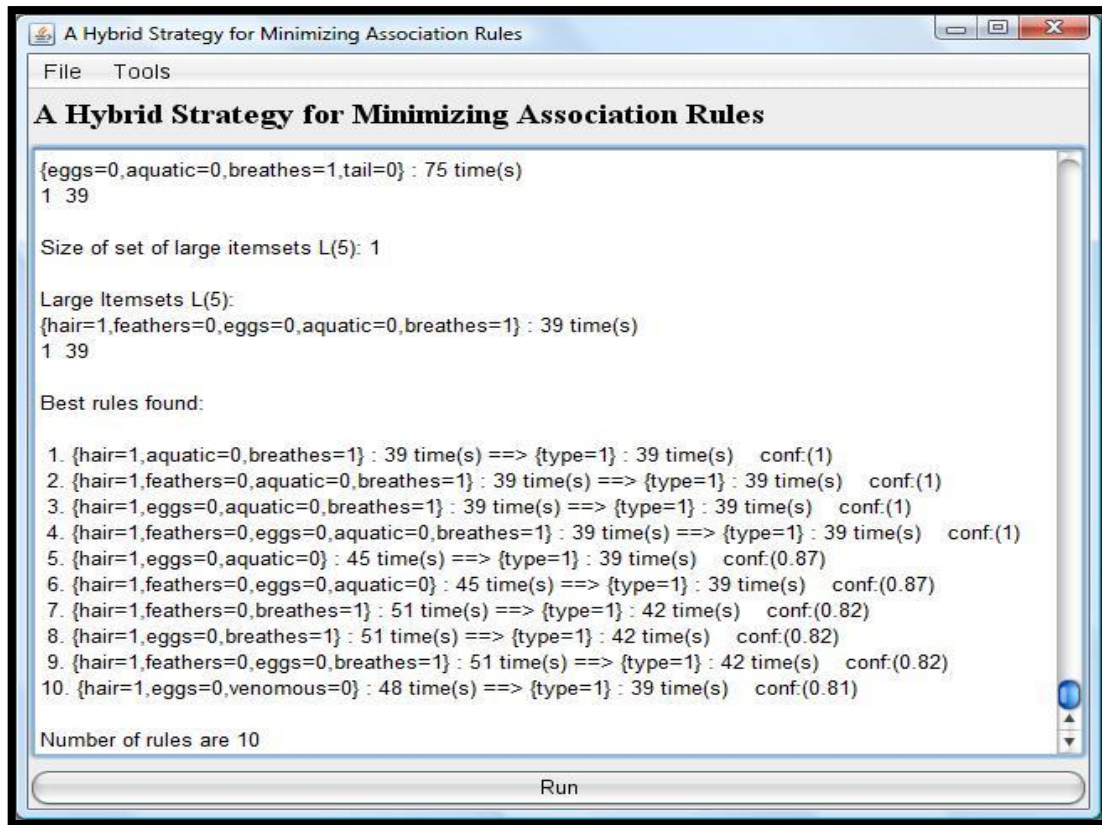 A Hybrid Strategy for Minimizing Association Rules
File Tools
A Hybrid Strategy for Minimizing Association Rules
{eggs=0,aquatic=0,breathes=1,tail=0} : 75 time(s)
1 39
Size of set of large itemsets L(5): 1
Large Itemsets L(5):
{hair=1,feathers=0,eggs=0,aquatic=0,breathes=1} : 39 time(s)
1 39
Best rules found:
1. {hair=1,aquatic=0,breathes=1} : 39 time(s) ==> {type=1} : 39 time(s) conf:(1)
2. {hair=1,feathers=0,aquatic=0,breathes=1} : 39 time(s) ==> {type=1} : 39 time(s) conf:(1)
3. {hair=1,eggs=0,aquatic=0,breathes=1} : 39 time(s) ==> {type=1} : 39 time(s) conf:(1)
4. {hair=1,feathers=0,eggs=0,aquatic=0,breathes=1} : 39 time(s) ==> {type=1} : 39 time(s) conf:(1)
5. {hair=1,eggs=0,aquatic=0} : 45 time(s) ==> {type=1} : 39 time(s) conf:(0.87)
6. {hair=1,feathers=0,eggs=0,aquatic=0} : 45 time(s) ==> {type=1} : 39 time(s) conf:(0.87)
7. {hair=1,feathers=0,breathes=1} : 51 time(s) ==> {type=1} : 42 time(s) conf:(0.82)
8. {hair=1,eggs=0,breathes=1} : 51 time(s) ==> {type=1} : 42 time(s) conf:(0.82)
9. {hair=1,feathers=0,eggs=0,breathes=1} : 51 time(s) ==> {type=1} : 42 time(s) conf:(0.82)
10. {hair=1,eggs=0,venomous=0} : 48 time(s) ==> {type=1} : 39 time(s) conf:(0.81)
Number of rules are 10
Run